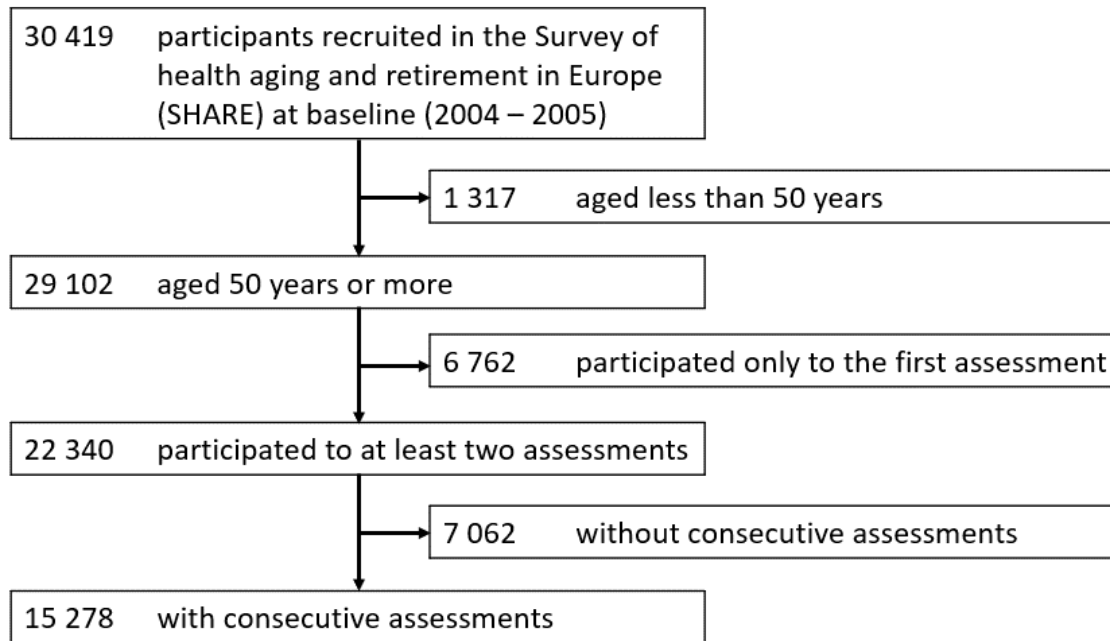 30 419 participants recruited in the Survey of
health aging and retirement in Europe
(SHARE) at baseline (2004 – 2005)
1 317 aged less than 50 years
29 102 aged 50 years or more
6 762 participated only to the first assessment
22 340 participated to at least two assessments
7 062 without consecutive assessments
15 278 with consecutive assessments